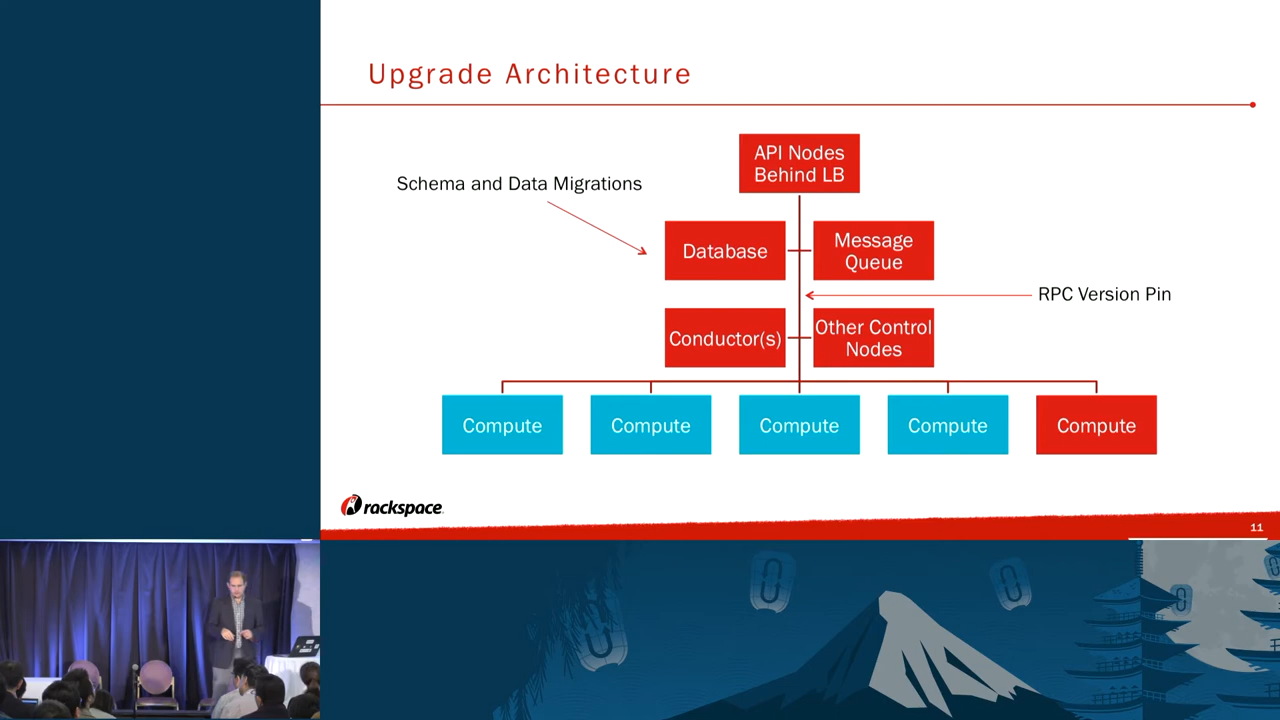 Upgrade Architecture
API Nodes
Behind LB
Schema and Data Migrations
Database
Message
Queue
RPC Version Pin
Conductor(s)
Other Control
Nodes
Compute
Compute
Compute
Compute
Compute
rackspace
11